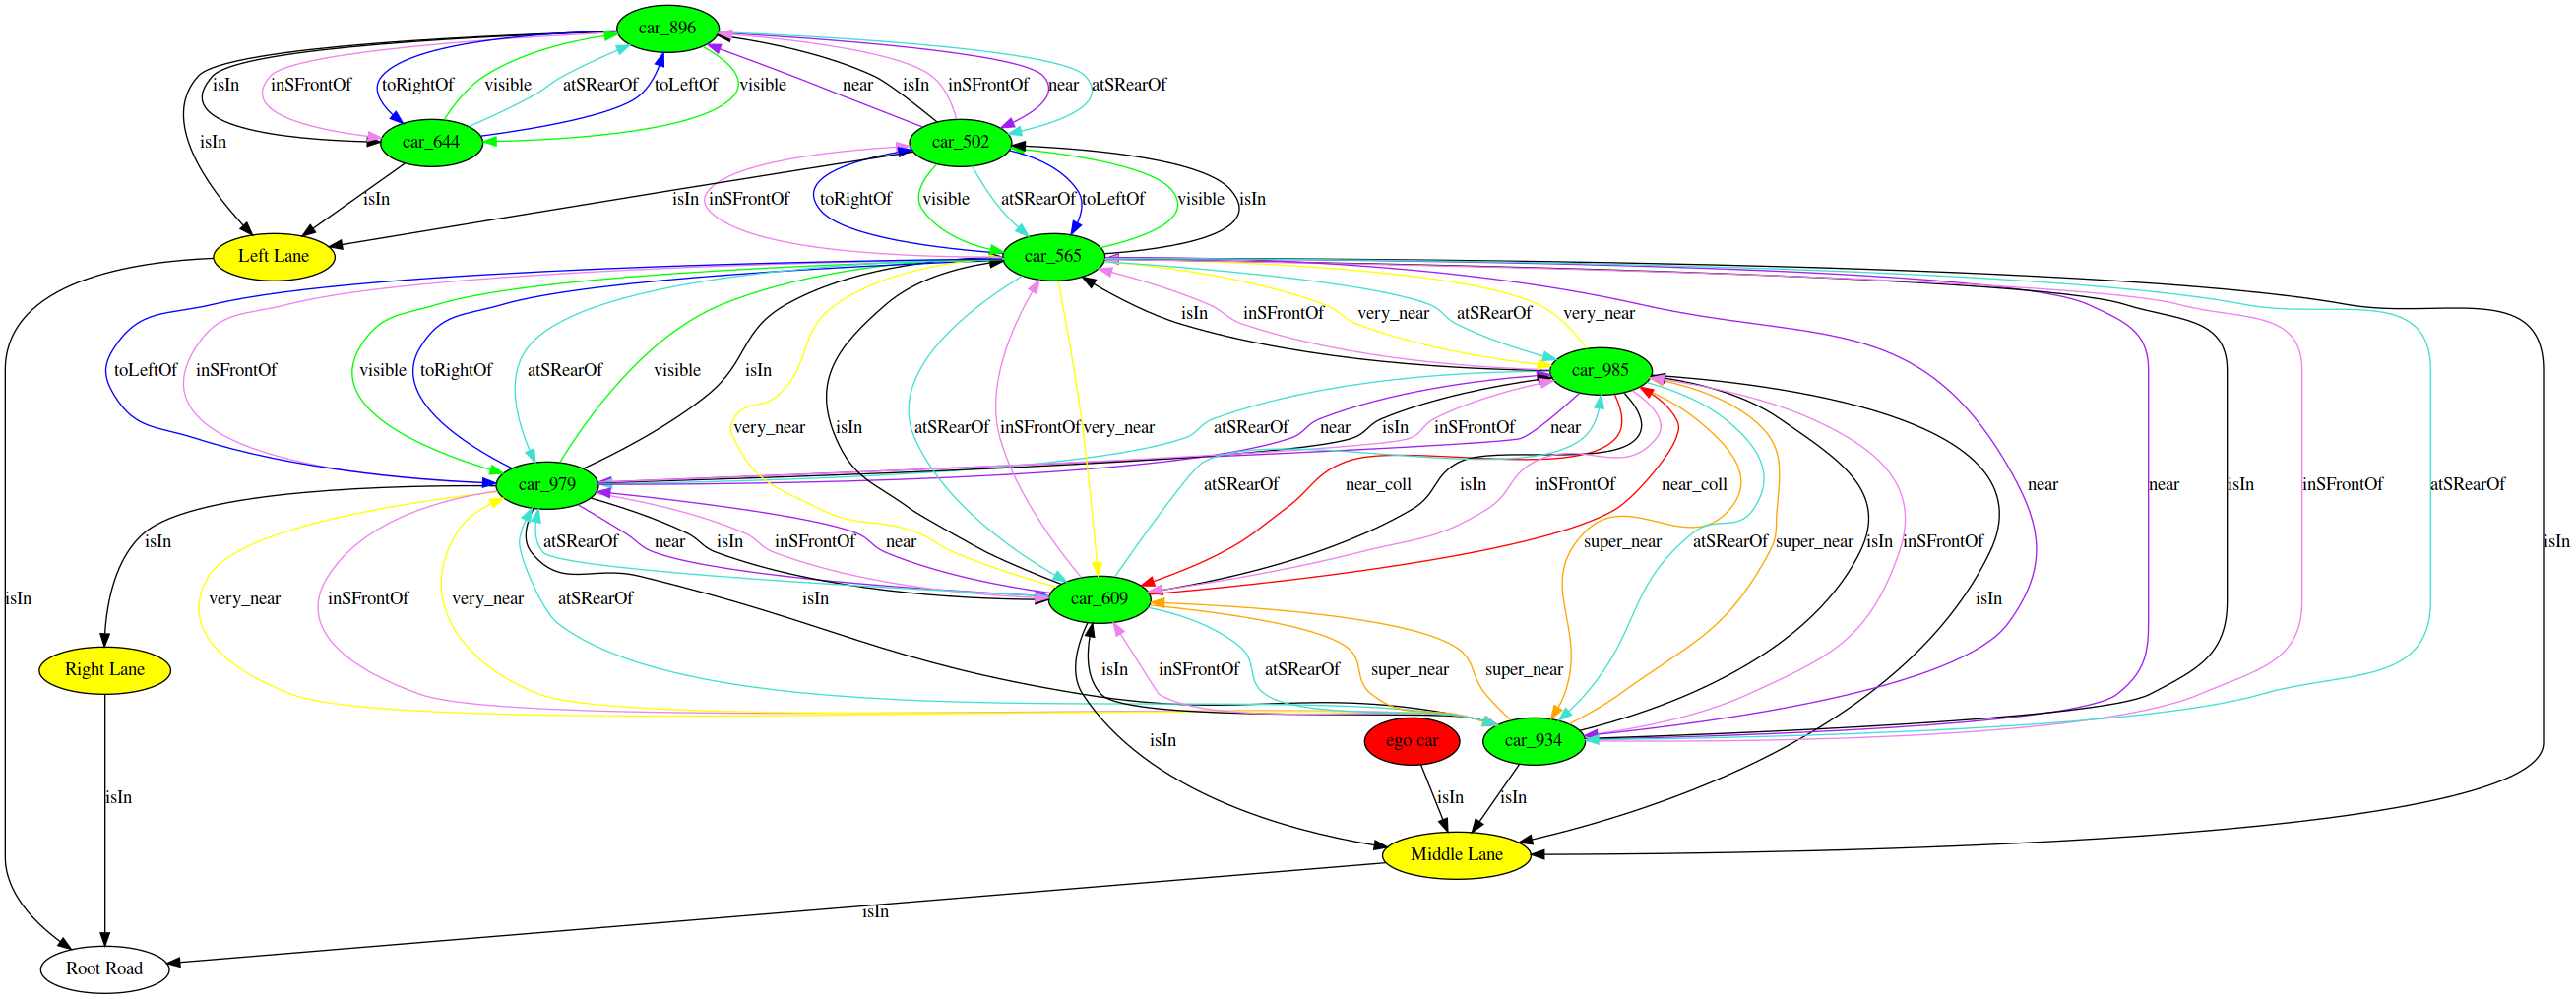 car_896
isIn inSFrontOf toRightOf visible atSRearOf toLeftOf visible near isIn inSFrontOf near atSRearOf
isIn car_644 car_502
isIn isIn inSFrontOf toRightOf visible atSRearOf toLeftOf visible isIn
Left Lane car_565
isIn inSFrontOf very_near atSRearOf very_near
toLeftOf inSFrontOf visible toRightOf atSRearOf visible isIn car_985
very_near isIn atSRearOf inSFrontOf very_near atSRearOf near isIn inSFrontOf near
car_979 atSRearOf near_coll isIn inSFrontOf near_coll near near isIn inSFrontOf atSRearOf
isIn atSRearOf near isIn inSFrontOf near super_near atSRearOf super_near isIn inSFrontOf isIn
isIn very_near inSFrontOf very_near atSRearOf isIn car_609 isIn
Right Lane isIn inSFrontOf atSRearOf super_near super_near
isIn ego car car_934
isIn isIn isIn
Middle Lane
isIn
Root Road